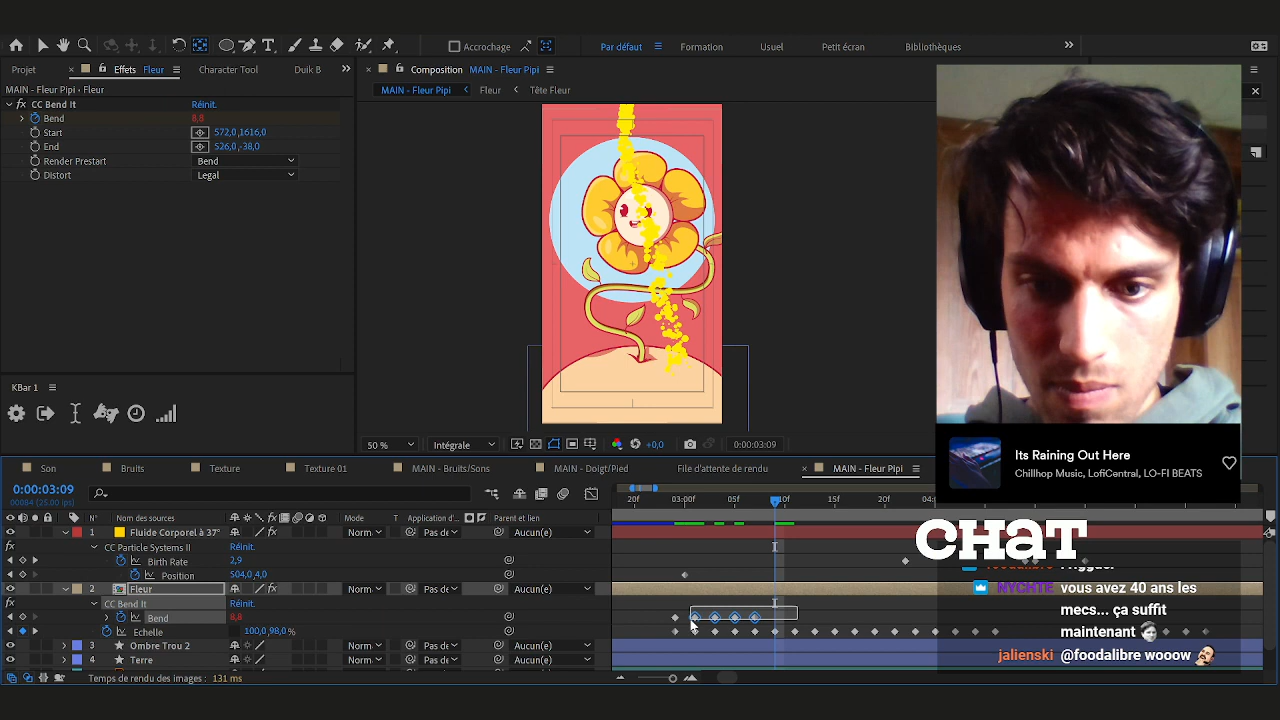 Accrochage
Par défaut
Formation
Usuel
Petit écran
Bibliothèques
Projet
Effets Fleur
Character Tool
Duik B
Composition MAIN - Fleur Pipi
MAIN - Fleur Pipi
Fleur
Tête Fleur
MAIN - Fleur Pipi · Fleur
fx CC Bend It Réinit.
Bend 8,8
Start 572,0,1616,0
End 526,0,-38,0
Render Prestart Bend
Distort Legal
KBar 1
50 %
Intégrale
+0,0
0:00:03:09
Its Raining Out Here
Chillhop Music, LofiCentral, LO-FI BEATS
Son
Bruits
Texture
Texture 01
MAIN - Bruits/Sons
MAIN - Doigt/Pied
File d'attente de rendu
MAIN - Fleur Pipi
0:00:03:09
00084 (25.00 ips)
20f 03:00f 05f 10f 15f 20f
N° Nom des sources Mode T Application d'... Parent et lien
1 Fluide Corporel à 37° Norm Pas de Aucun(e)
CC Particle Systems II Réinit.
Birth Rate 2,9
Position 504,0,4,0
2 Fleur Norm Pas de Aucun(e)
CC Bend It Réinit.
Bend 8,8
Echelle 100,0,98,0%
3 Ombre Trou 2 Norm Pas de Aucun(e)
4 Terre Norm Pas de Aucun(e)
Temps de rendu des images : 131 ms
CHAT
NYCHTE vous avez 40 ans les
mecs... ça suffit
maintenant
jalienski @foodalibre wooow